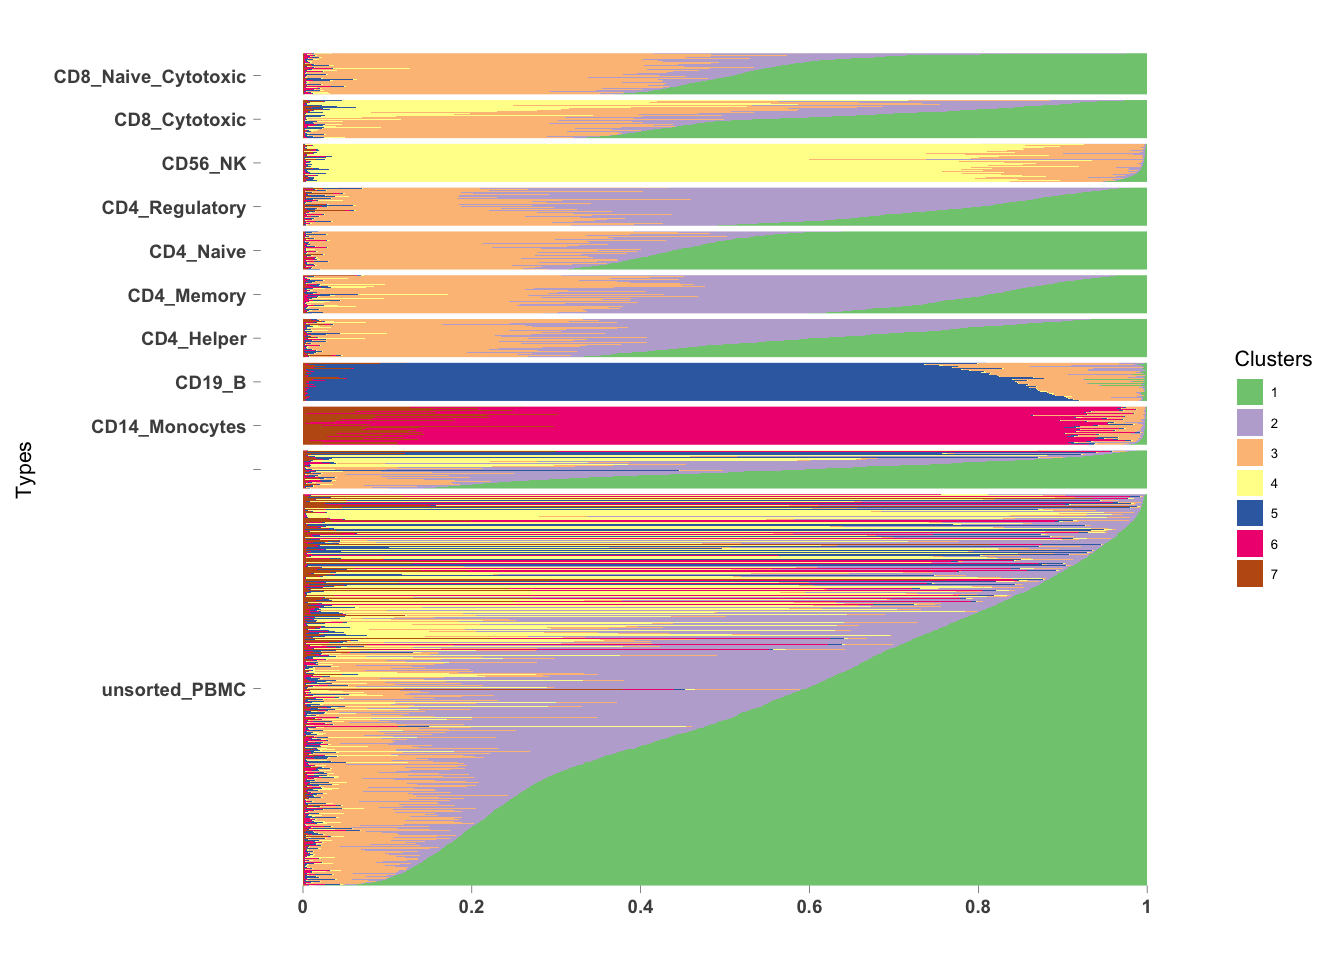 CD8_Naive_Cytotoxic
CD8_Cytotoxic
CD56_NK
CD4_Regulatory
CD4_Naive
CD4_Memory
CD4_Helper
CD19_B
CD14_Monocytes
unsorted_PBMC
Types
0 0.2 0.4 0.6 0.8 1
Clusters
1
2
3
4
5
6
7